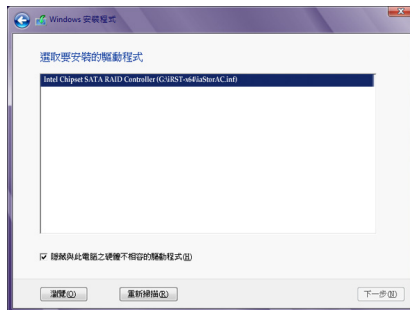 Windows 安裝程式
選取要安裝的驅動程式
Intel Chipset SATA RAID Controller (G:\iRST-x64\iaStorAC.inf)
隱藏與此電腦之硬體不相容的驅動程式(H)
瀏覽(O)
重新掃描(R)
下一步(N)